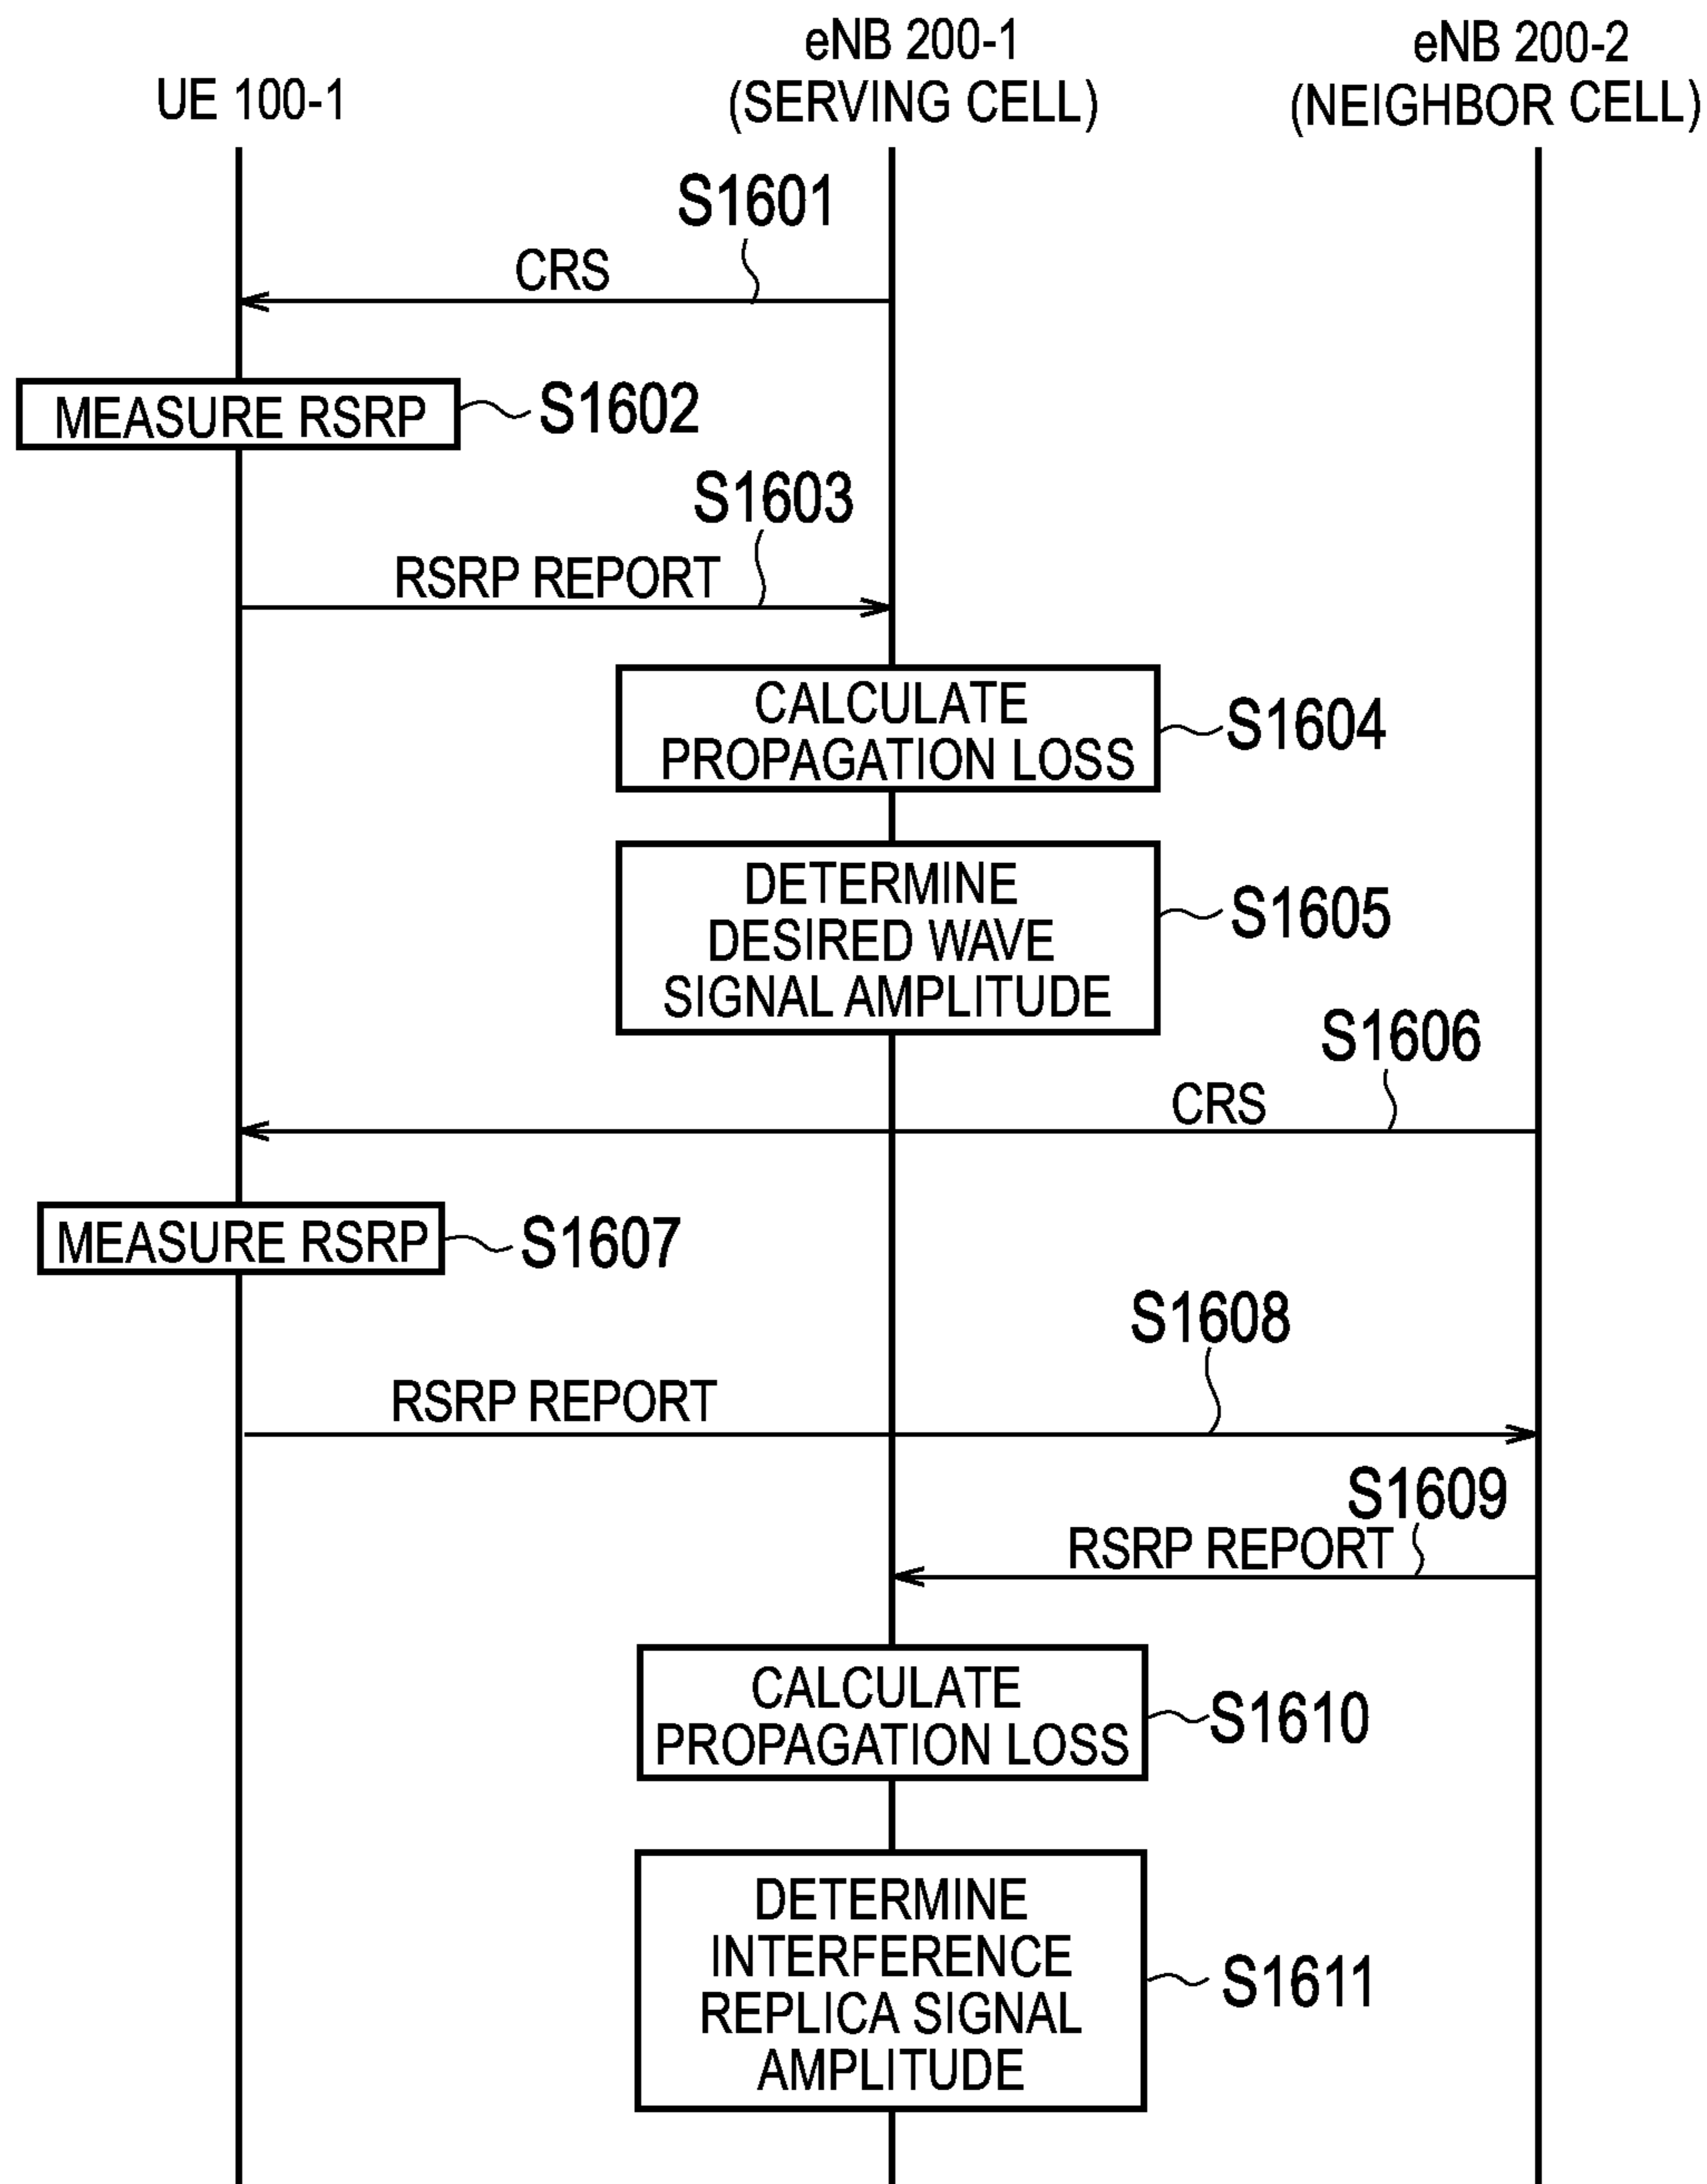 UE 100-1
eNB 200-1
(SERVING CELL)
eNB 200-2
(NEIGHBOR CELL)
S1601
CRS
MEASURE RSRP
S1602
S1603
RSRP REPORT
CALCULATE
PROPAGATION LOSS
S1604
DETERMINE
DESIRED WAVE
SIGNAL AMPLITUDE
S1605
S1606
CRS
MEASURE RSRP
S1607
S1608
RSRP REPORT
S1609
RSRP REPORT
CALCULATE
PROPAGATION LOSS
S1610
DETERMINE
INTERFERENCE
REPLICA SIGNAL
AMPLITUDE
S1611